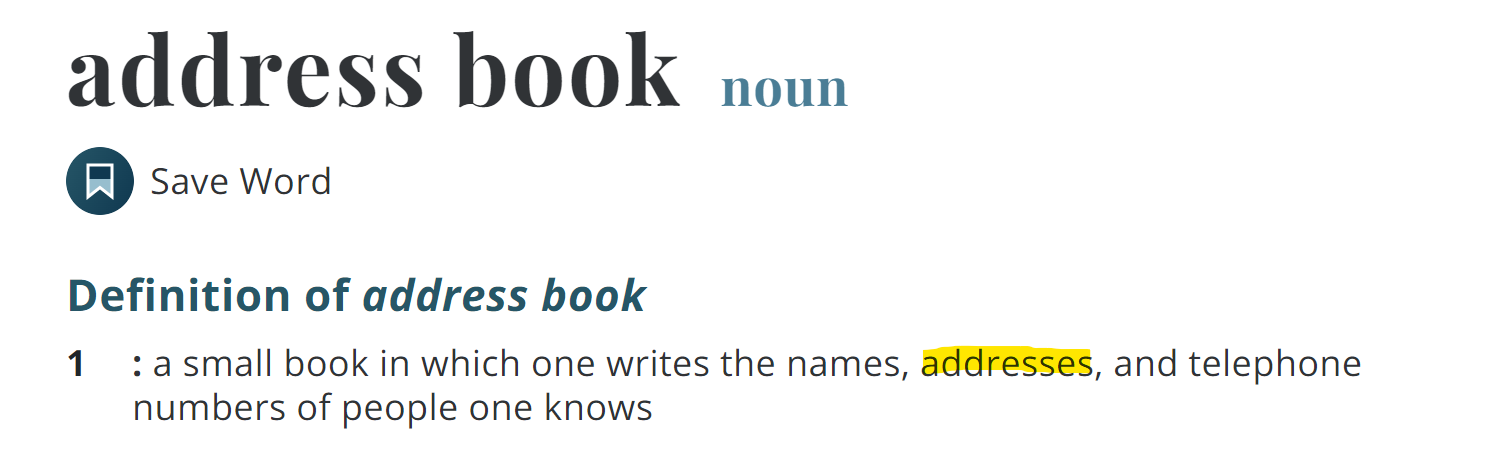 address book noun
Save Word
Definition of address book
1 : a small book in which one writes the names, addresses, and telephone
numbers of people one knows